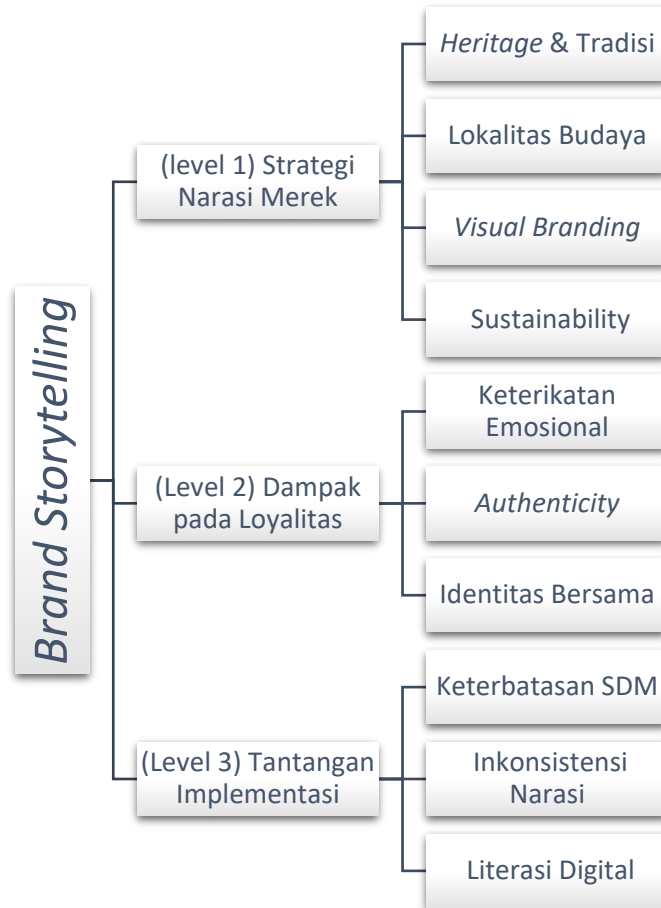 Brand Storytelling
(level 1) Strategi
Narasi Merek
Heritage & Tradisi
Lokalitas Budaya
Visual Branding
Sustainability
(Level 2) Dampak
pada Loyalitas
Keterikatan
Emosional
Authenticity
Identitas Bersama
(Level 3) Tantangan
Implementasi
Keterbatasan SDM
Inkonsistensi
Narasi
Literasi Digital